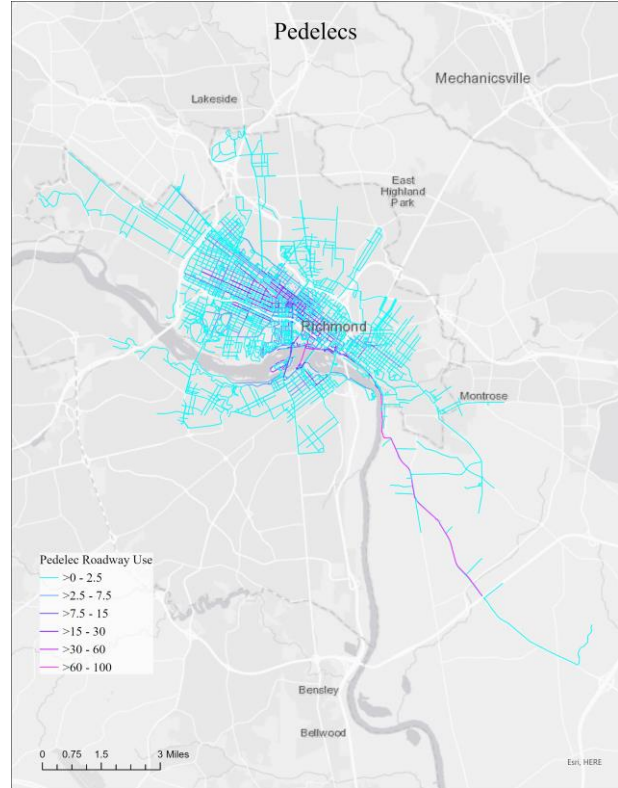 Pedelecs
Mechanicsville
Lakeside
East
Highland
Park
Richmond
Montrose
Pedelec Roadway Use
>0 - 2.5
>2.5 - 7.5
>7.5 - 15
>15 - 30
>30 - 60
>60 - 100
Bensley
Bellwood
0 0.75 1.5 3 Miles
Esri, HERE